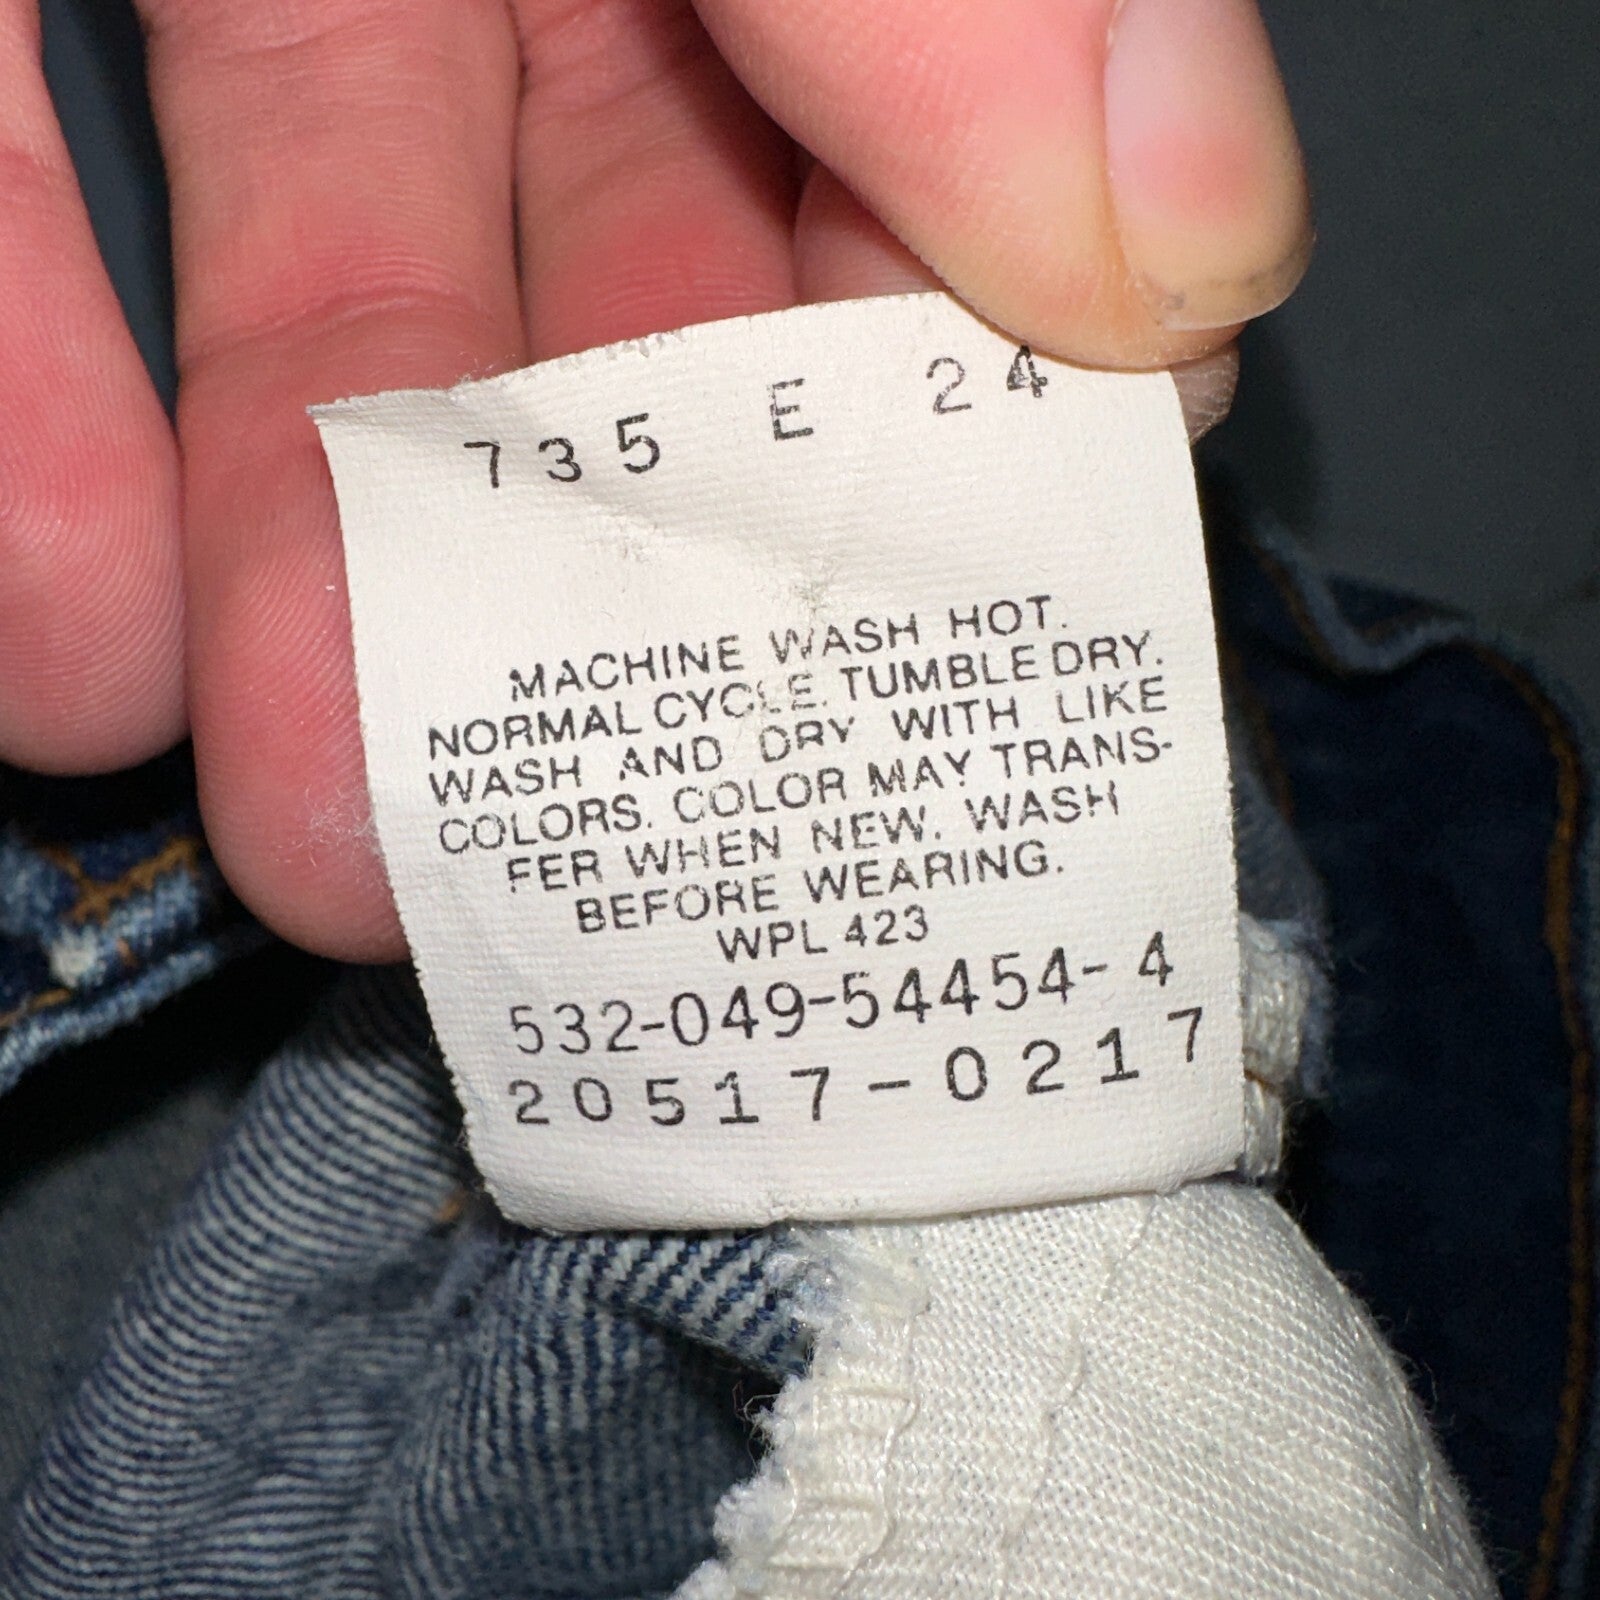 735 E 24
MACHINE WASH HOT.
NORMAL CYCLE. TUMBLE DRY.
WASH AND DRY WITH LIKE
COLORS. COLOR MAY TRANS-
FER WHEN NEW. WASH
BEFORE WEARING.
WPL 423
532-049-54454-4
20517-0217